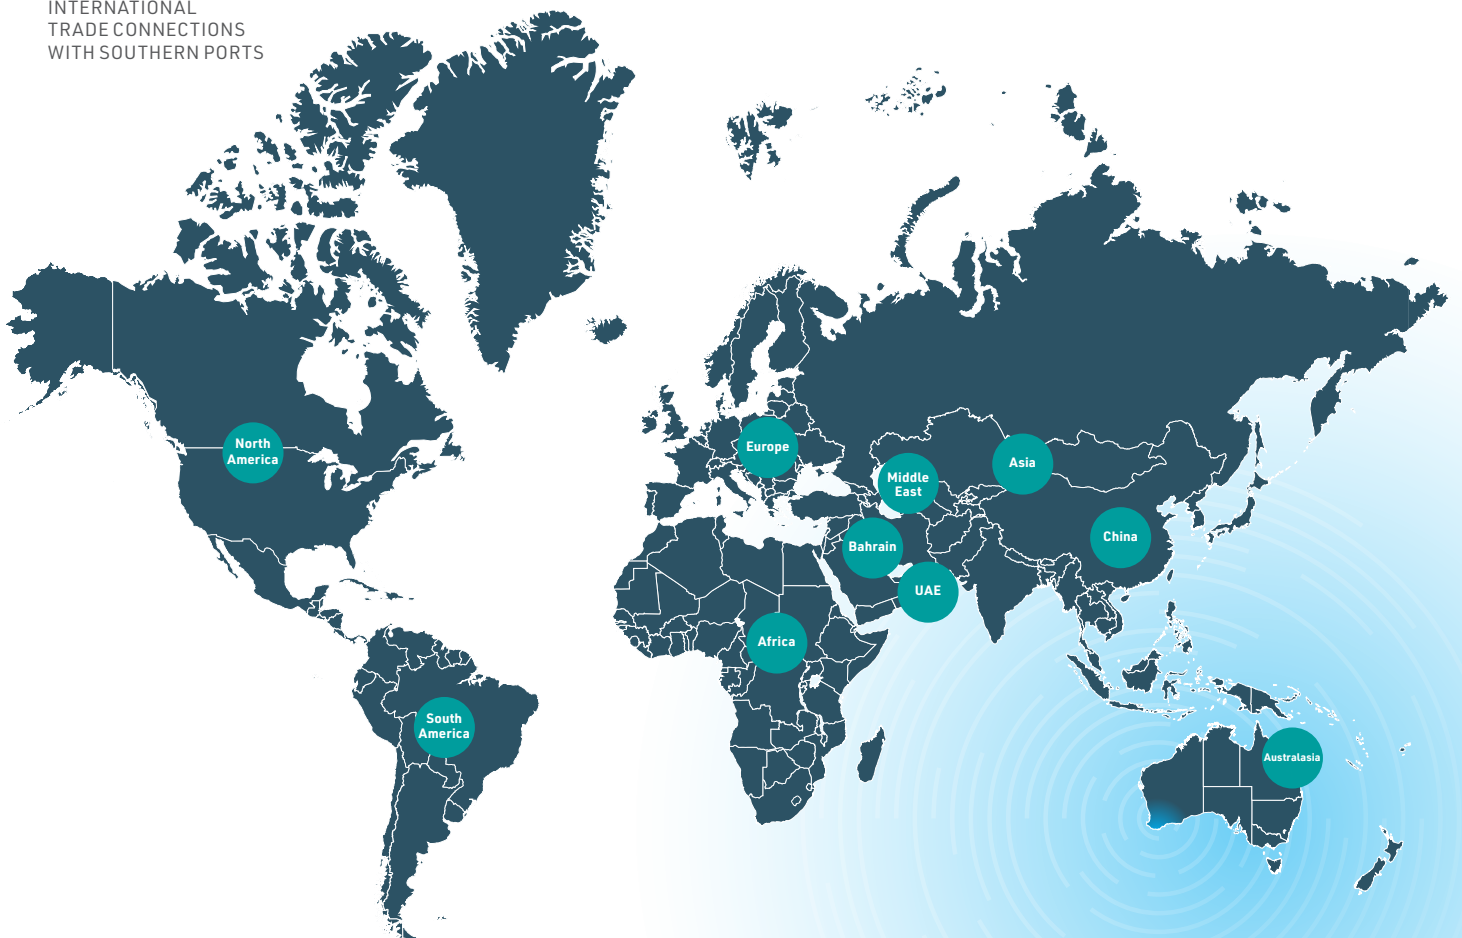 INTERNATIONAL
TRADE CONNECTIONS
WITH SOUTHERN PORTS
North
America
Europe
Asia
Middle
East
China
Bahrain
UAE
Africa
South
America
Australasia